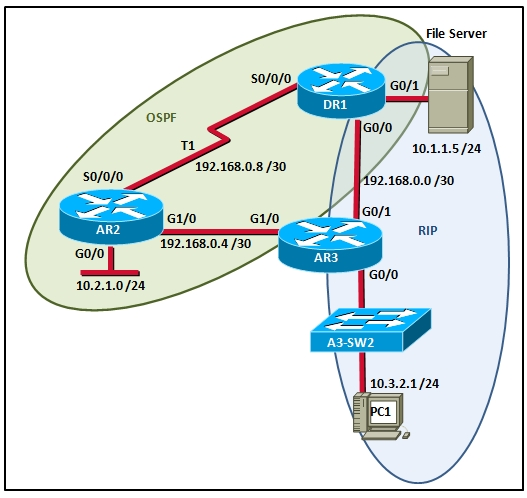 File Server
S0/0/0
G0/1
DR1
OSPF
G0/0
T1
10.1.1.5 /24
192.168.0.8 /30
S0/0/0
192.168.0.0 /30
G1/0
G1/0
G0/1
AR2
192.168.0.4 /30
RIP
G0/0
AR3
G0/0
10.2.1.0 /24
A3-SW2
10.3.2.1 /24
PC1